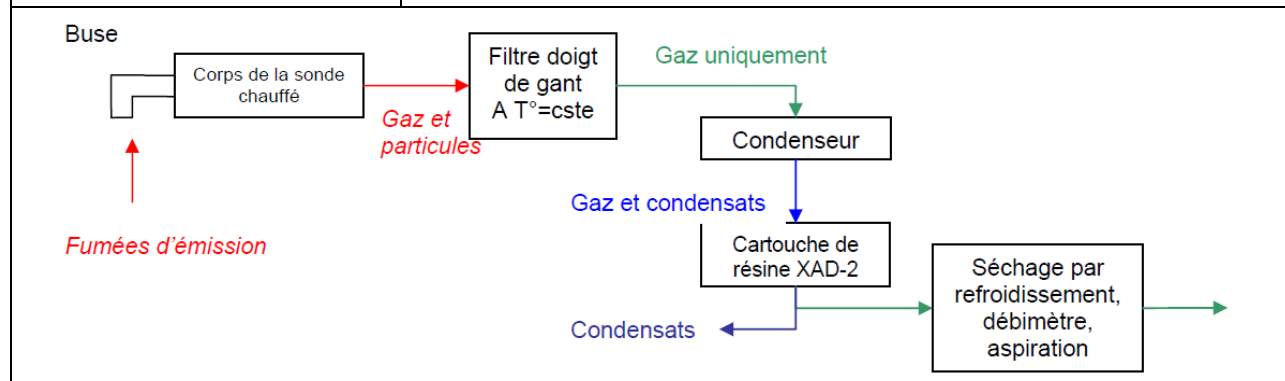 Buse
Corps de la sonde
chauffé
Filtre doigt
de gant
A T°=cste
Gaz uniquement
Gaz et
particules
Condenseur
Gaz et condensats
Fumées d'émission
Cartouche de
résine XAD-2
Séchage par
refroidissement,
débimètre,
aspiration
Condensats